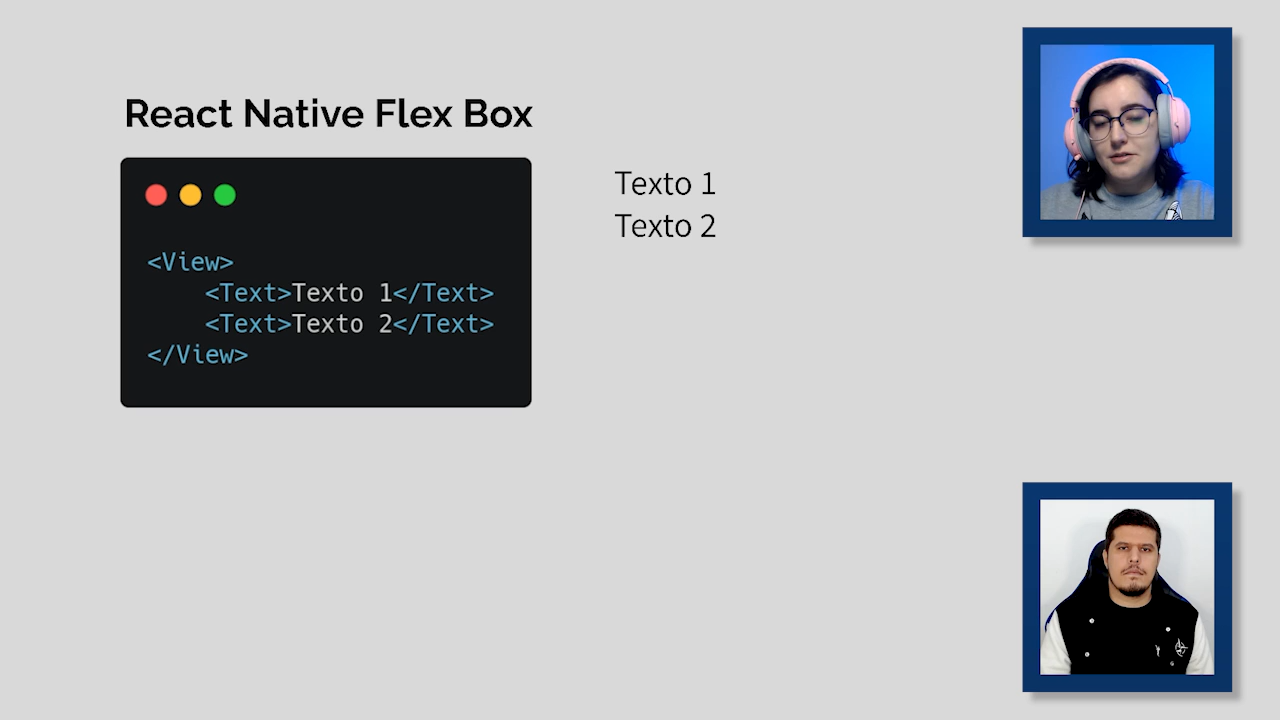 React Native Flex Box
<View>
    <Text>Texto 1</Text>
    <Text>Texto 2</Text>
</View>
Texto 1
Texto 2